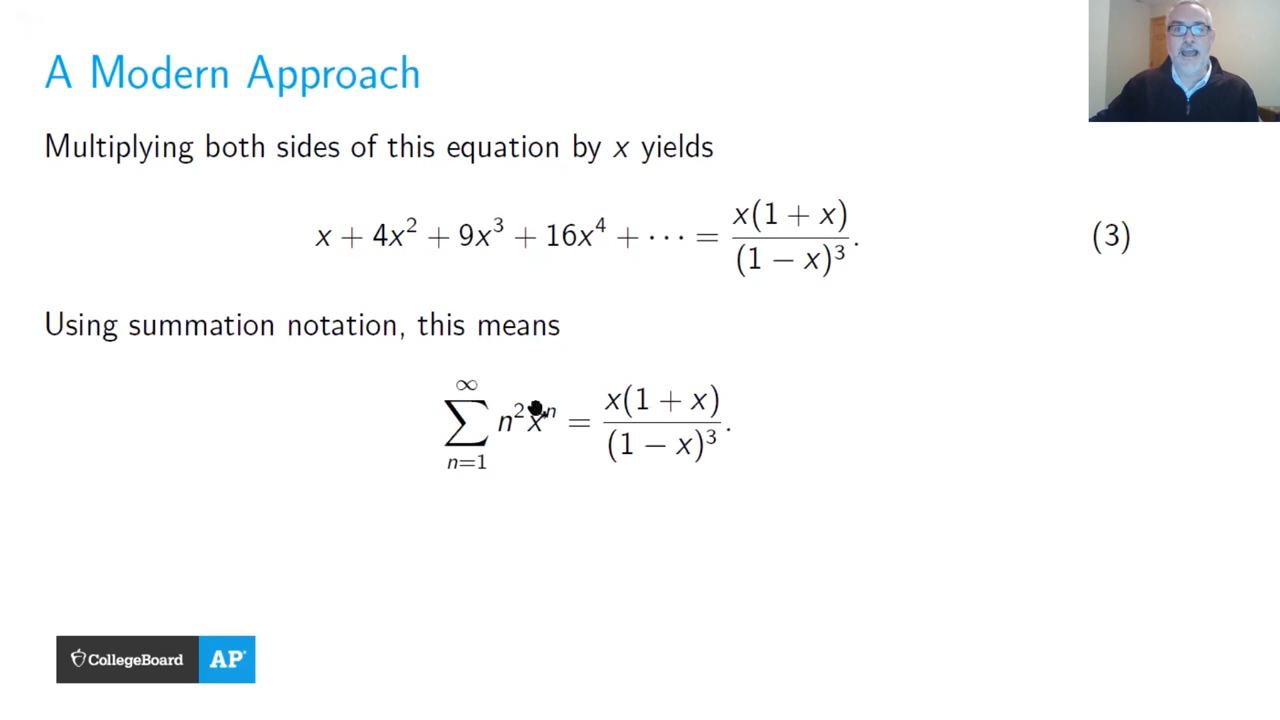 A Modern Approach
Multiplying both sides of this equation by x yields
x + 4x² + 9x³ + 16x⁴ + ⋯ = x(1 + x) / (1 − x)³. (3)
Using summation notation, this means
∞
∑ n²xⁿ = x(1 + x) / (1 − x)³.
n=1
CollegeBoard AP®